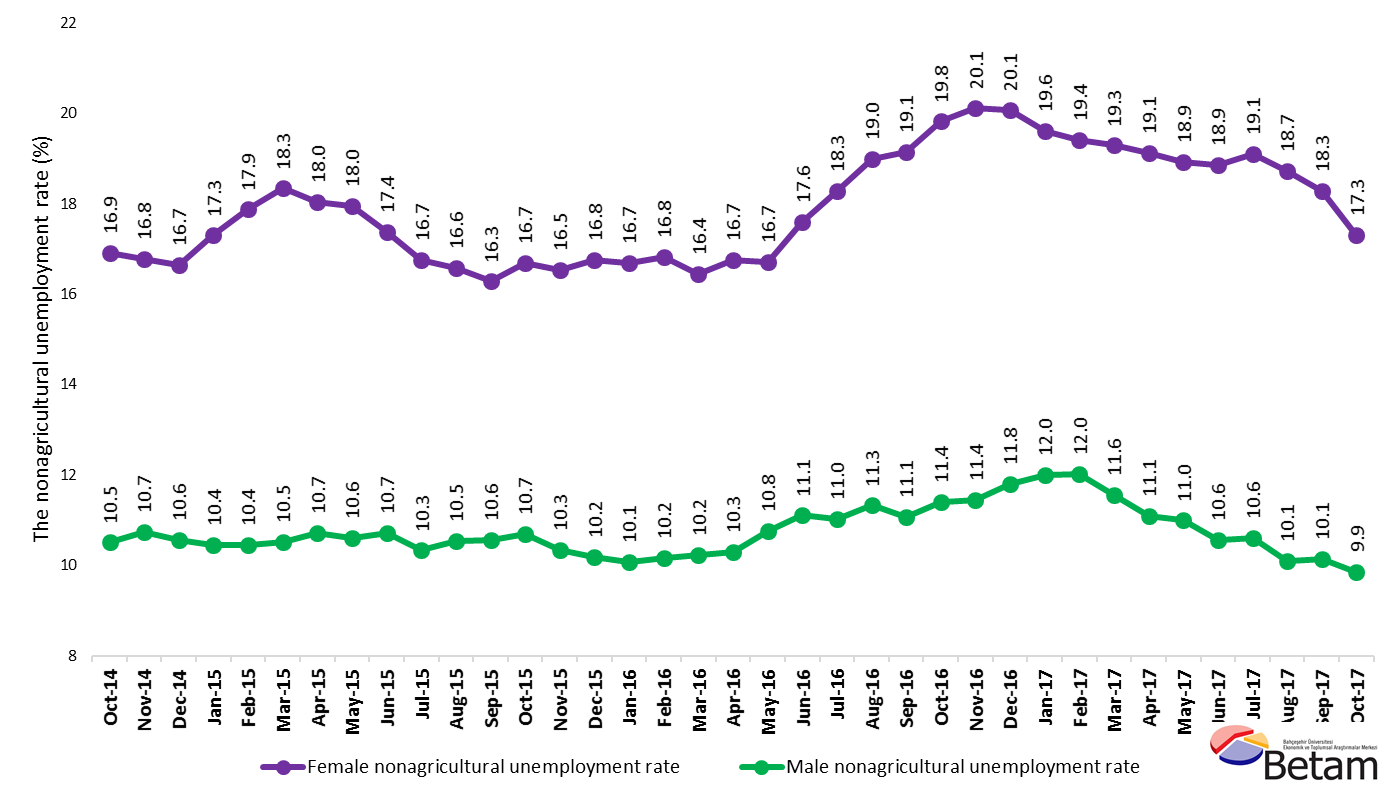 22
20
18
16
14
12
10
8
The nonagricultural unemployment rate (%)
16.9 16.8 16.7 17.3 17.9 18.3 18.0 18.0 17.4 16.7 16.6 16.3 16.7 16.5 16.8 16.7 16.8 16.4 16.7 16.7 17.6 18.3 19.0 19.1 19.8 20.1 20.1 19.6 19.4 19.3 19.1 18.9 18.9 19.1 18.7 18.3 17.3
10.5 10.7 10.6 10.4 10.4 10.5 10.7 10.6 10.7 10.3 10.5 10.6 10.7 10.3 10.2 10.1 10.2 10.2 10.3 10.8 11.1 11.0 11.3 11.1 11.4 11.4 11.8 12.0 12.0 11.6 11.1 11.0 10.6 10.6 10.1 10.1 9.9
Oct-14 Nov-14 Dec-14 Jan-15 Feb-15 Mar-15 Apr-15 May-15 Jun-15 Jul-15 Aug-15 Sep-15 Oct-15 Nov-15 Dec-15 Jan-16 Feb-16 Mar-16 Apr-16 May-16 Jun-16 Jul-16 Aug-16 Sep-16 Oct-16 Nov-16 Dec-16 Jan-17 Feb-17 Mar-17 Apr-17 May-17 Jun-17 Jul-17 Aug-17 Sep-17 Oct-17
Female nonagricultural unemployment rate
Male nonagricultural unemployment rate
Bahçeşehir Üniversitesi
Ekonomik ve Toplumsal Araştırmalar Merkezi
Betam